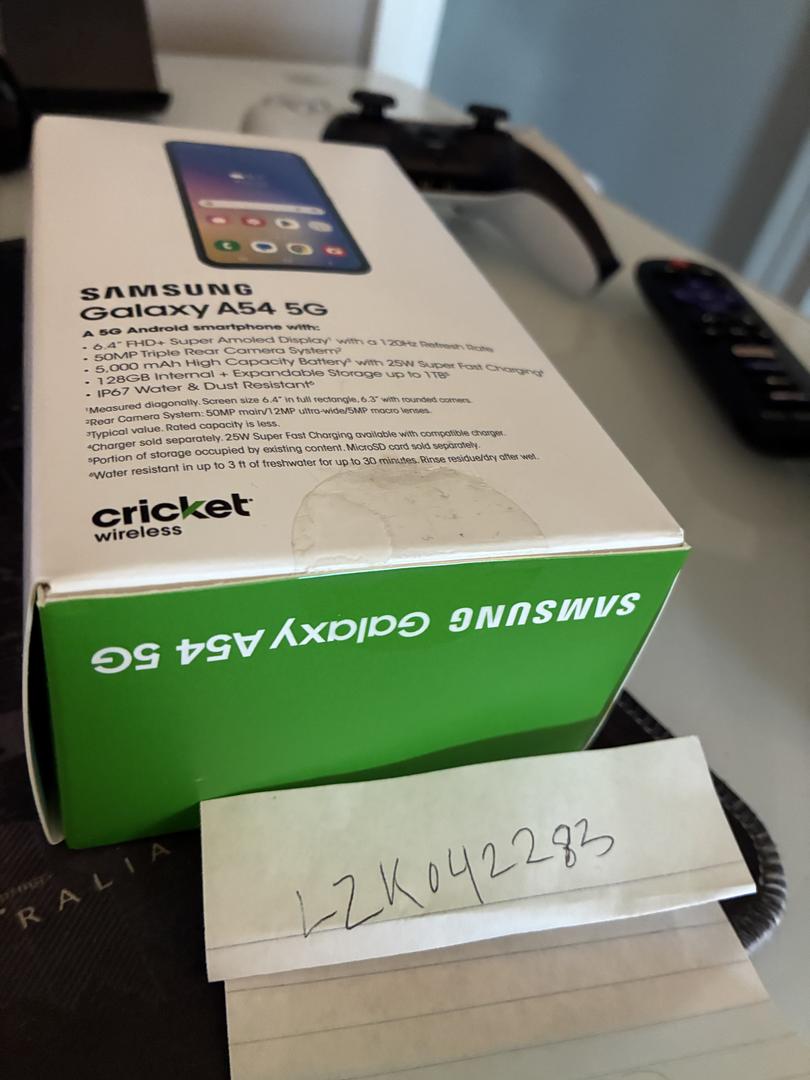 SAMSUNG
Galaxy A54 5G
A 5G Android smartphone with:
• 6.4" FHD+ Super Amoled Display¹ with a 120Hz Refresh Rate
• 50MP Triple Rear Camera System²
• 5,000 mAh High Capacity Battery³ with 25W Super Fast Charging⁴
• 128GB Internal + Expandable Storage up to 1TB⁵
• IP67 Water & Dust Resistant⁶
¹Measured diagonally. Screen size 6.4" in full rectangle, 6.3" with rounded corners.
²Rear Camera System: 50MP main/12MP ultra-wide/5MP macro lenses.
³Typical value. Rated capacity is less.
⁴Charger sold separately. 25W Super Fast Charging available with compatible charger.
⁵Portion of storage occupied by existing content. MicroSD card sold separately.
⁶Water resistant in up to 3 ft of freshwater for up to 30 minutes. Rinse residue/dry after wet.
cricket
wireless
SAMSUNG Galaxy A54 5G
LZK042283
RALIA